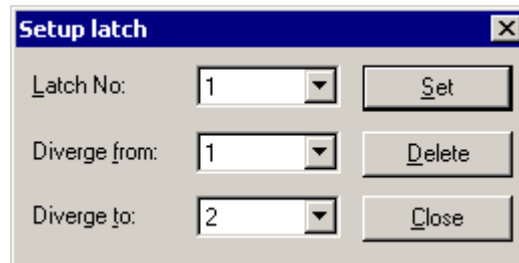 Setup latch
Latch No: 1 Set
Diverge from: 1 Delete
Diverge to: 2 Close